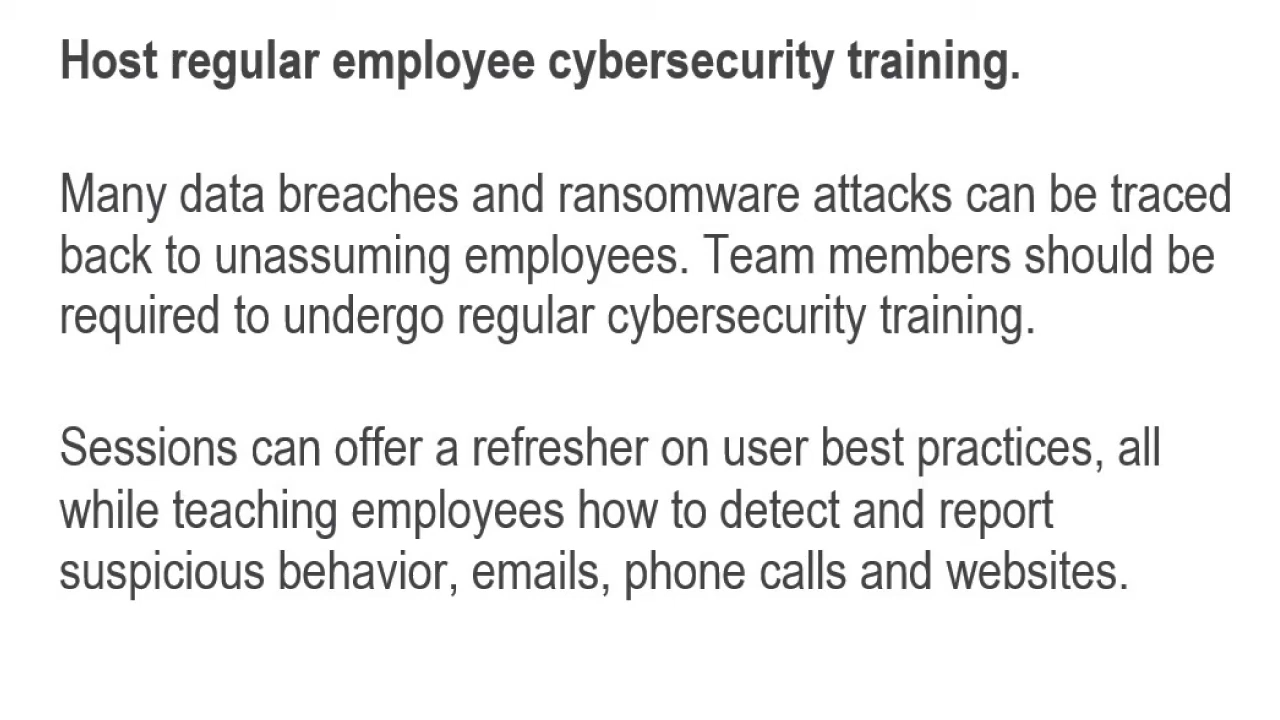 Host regular employee cybersecurity training.
Many data breaches and ransomware attacks can be traced
back to unassuming employees. Team members should be
required to undergo regular cybersecurity training.
Sessions can offer a refresher on user best practices, all
while teaching employees how to detect and report
suspicious behavior, emails, phone calls and websites.